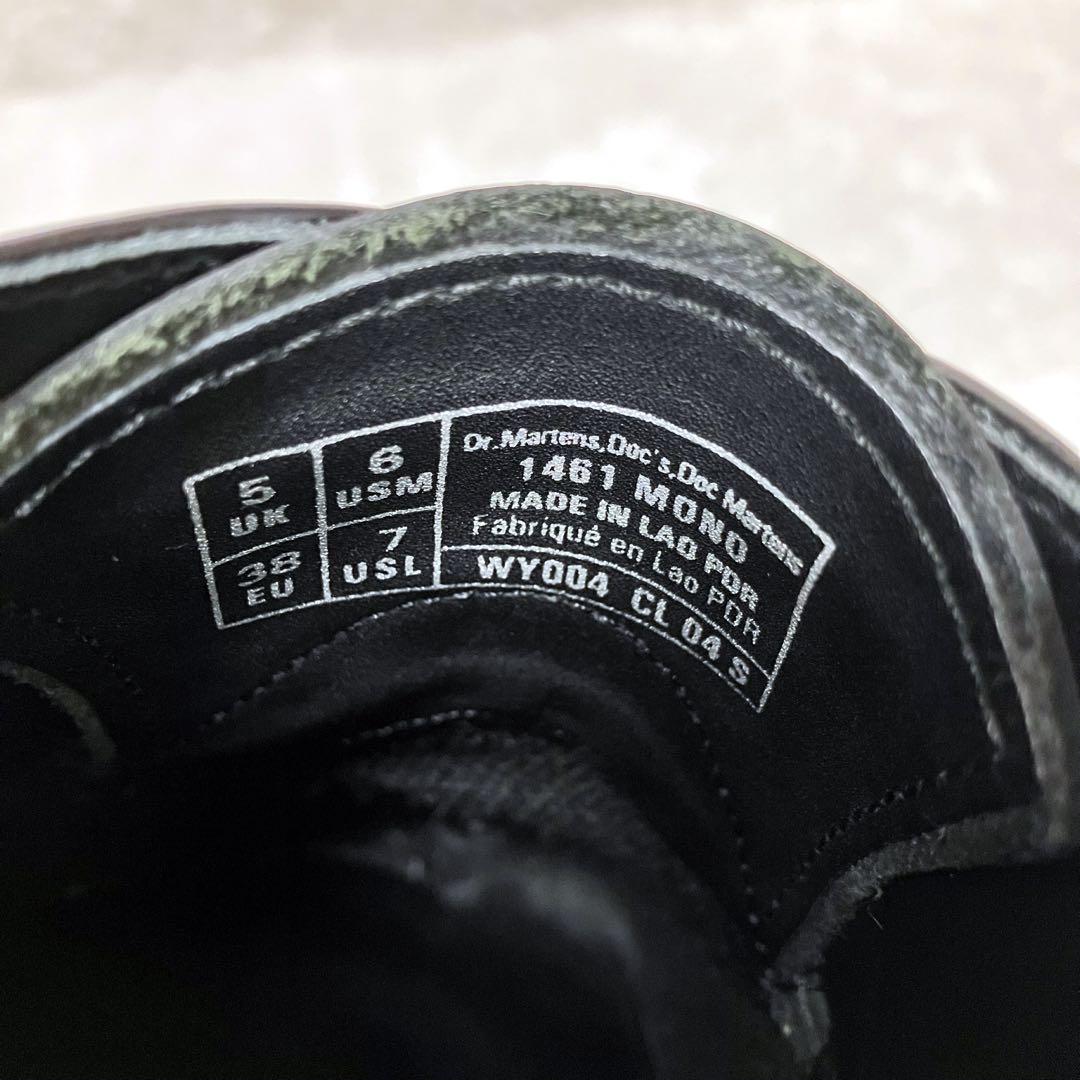 5 UK
6 USM
38 EU
7 USL
Dr.Martens,Doc's,Doc Martens
1461 MONO
MADE IN LAO PDR
Fabriqué en Lao PDR
WY004 CL 04 S